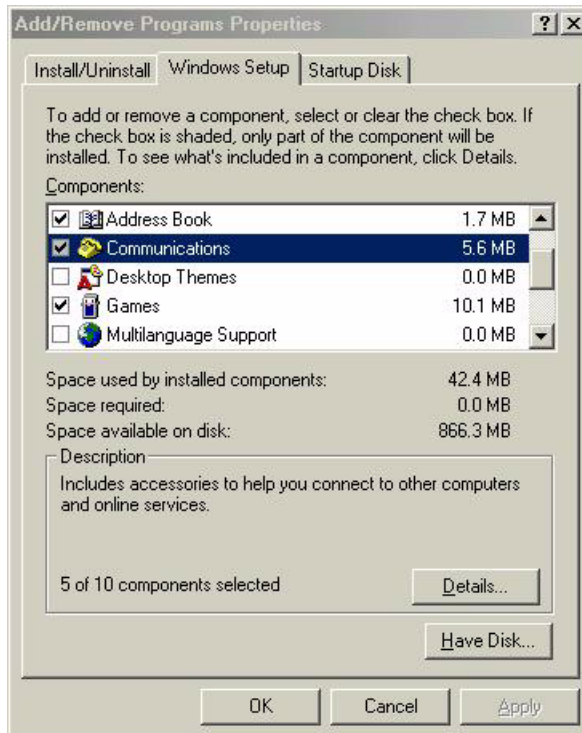 Add/Remove Programs Properties
Install/Uninstall Windows Setup Startup Disk
To add or remove a component, select or clear the check box. If
the check box is shaded, only part of the component will be
installed. To see what's included in a component, click Details.
Components:
Address Book 1.7 MB
Communications 5.6 MB
Desktop Themes 0.0 MB
Games 10.1 MB
Multilanguage Support 0.0 MB
Space used by installed components: 42.4 MB
Space required: 0.0 MB
Space available on disk: 866.3 MB
Description
Includes accessories to help you connect to other computers
and online services.
5 of 10 components selected
Details...
Have Disk...
OK Cancel Apply